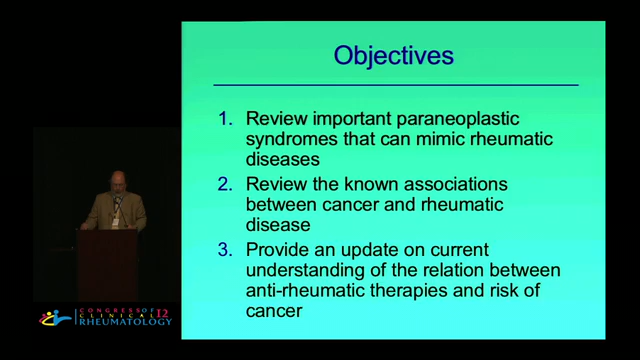 Objectives
1. Review important paraneoplastic
syndromes that can mimic rheumatic
diseases
2. Review the known associations
between cancer and rheumatic
disease
3. Provide an update on current
understanding of the relation between
anti-rheumatic therapies and risk of
cancer
CONGRESS OF
CLINICAL 12
RHEUMATOLOGY